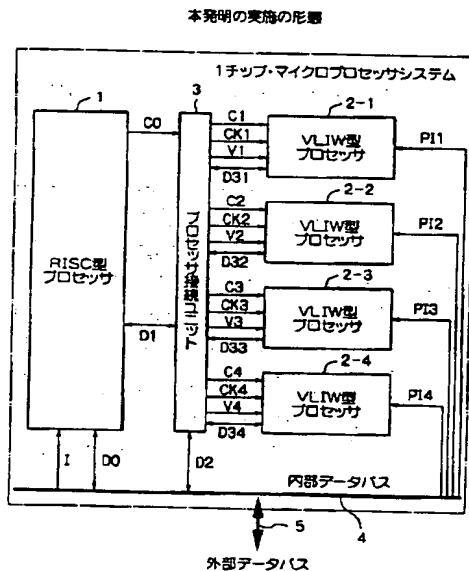 本発明の実施の形態
1チップ・マイクロプロセッサシステム
1
C0
RISC型
プロセッサ
D1
I
D0
3
プロセッサ接続ユニット
D2
C1
CK1
V1
D31
2-1
VLIW型
プロセッサ
PI1
C2
CK2
V2
D32
2-2
VLIW型
プロセッサ
PI2
C3
CK3
V3
D33
2-3
VLIW型
プロセッサ
PI3
C4
CK4
V4
D34
2-4
VLIW型
プロセッサ
PI4
内部データバス
4
5
外部データバス